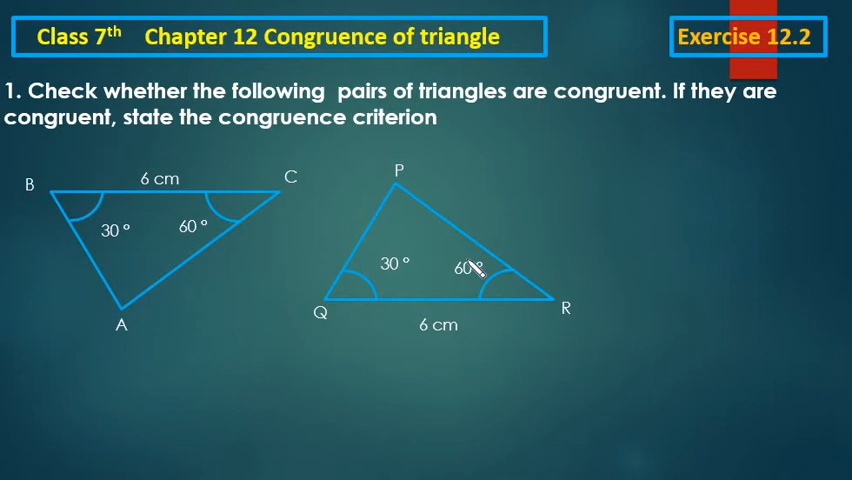 Class 7th Chapter 12 Congruence of triangle
Exercise 12.2
1. Check whether the following pairs of triangles are congruent. If they are
congruent, state the congruence criterion
B 6 cm C
30 º 60 º
A
P
30 º 60 º
Q R
6 cm